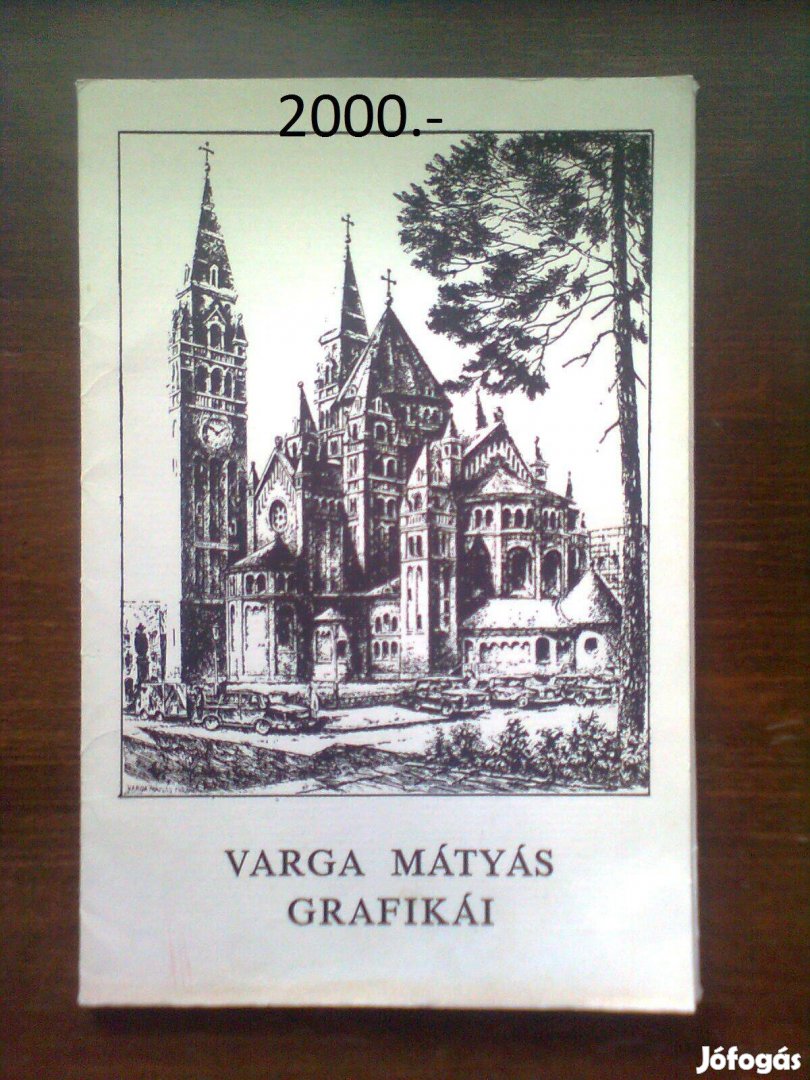 2000.-
VARGA MÁTYÁS
GRAFIKÁI
Jófogás